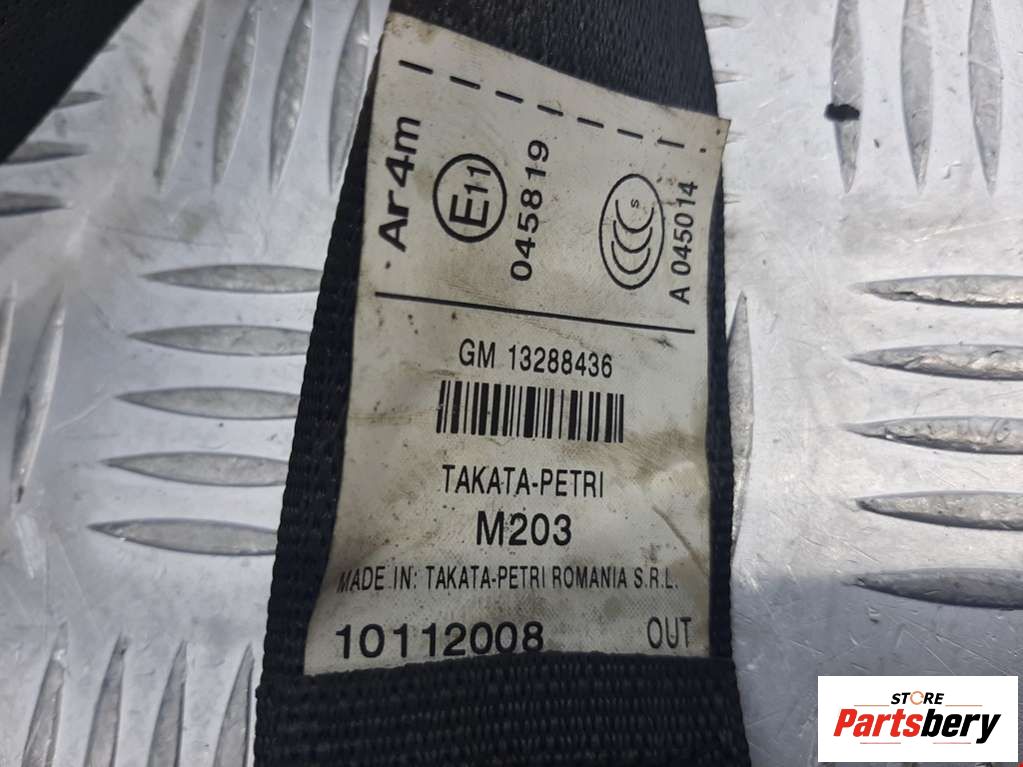 Ar4m
E11
045819
CCC S
A 045014
GM 13288436
TAKATA-PETRI
M203
MADE IN: TAKATA-PETRI ROMANIA S.R.L.
10112008 OUT
STORE
Partsbery